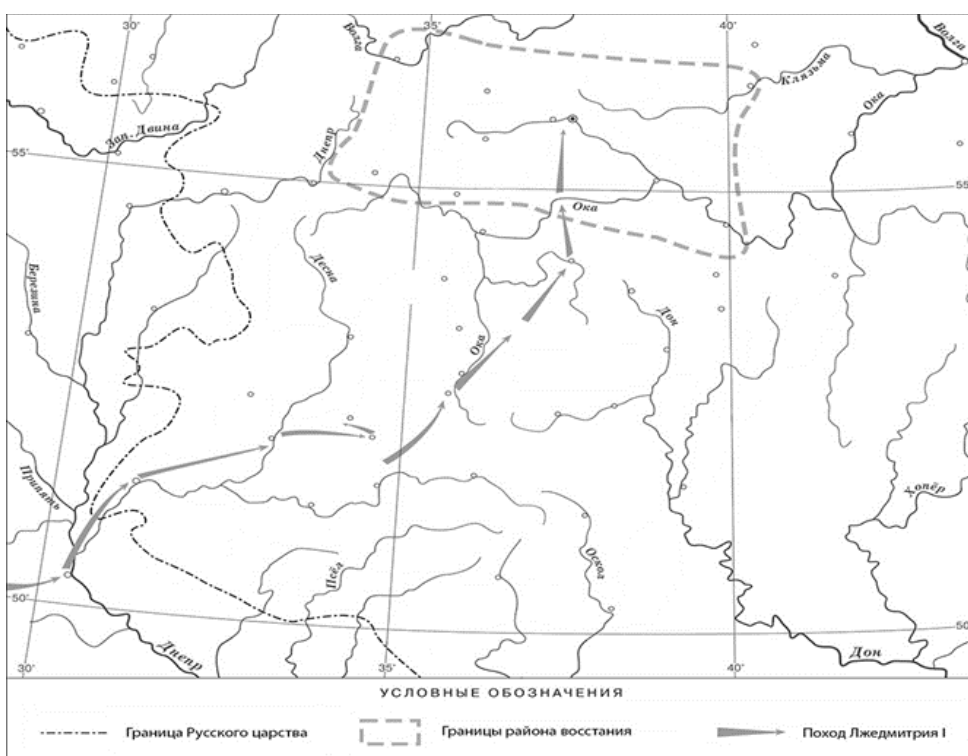 30°
35°
40°
Волга
Волга
Клязьма
Ока
Зап. Двина
Днепр
55°
55°
Ока
Березина
Десна
Дон
Ока
Припять
Хопёр
Псёл
Оскол
50°
50°
Днепр
Дон
30°
35°
40°
УСЛОВНЫЕ ОБОЗНАЧЕНИЯ
Граница Русского царства
Границы района восстания
Поход Лжедмитрия I